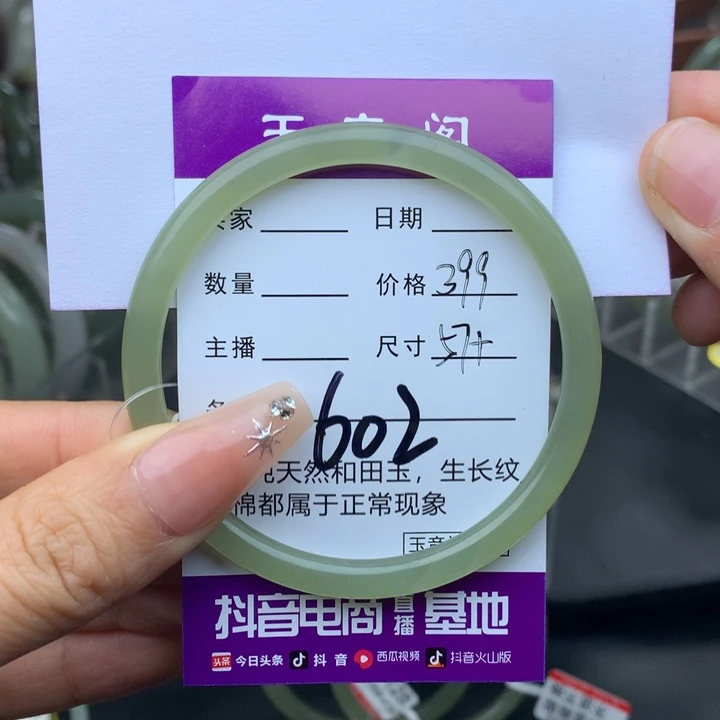 家 日期
数量 价格 399
主播 尺寸 57+
602
天然和田玉，生长纹
棉都属于正常现象
抖音电商 直播 基地
头条 今日头条 抖音 西瓜视频 抖音火山版